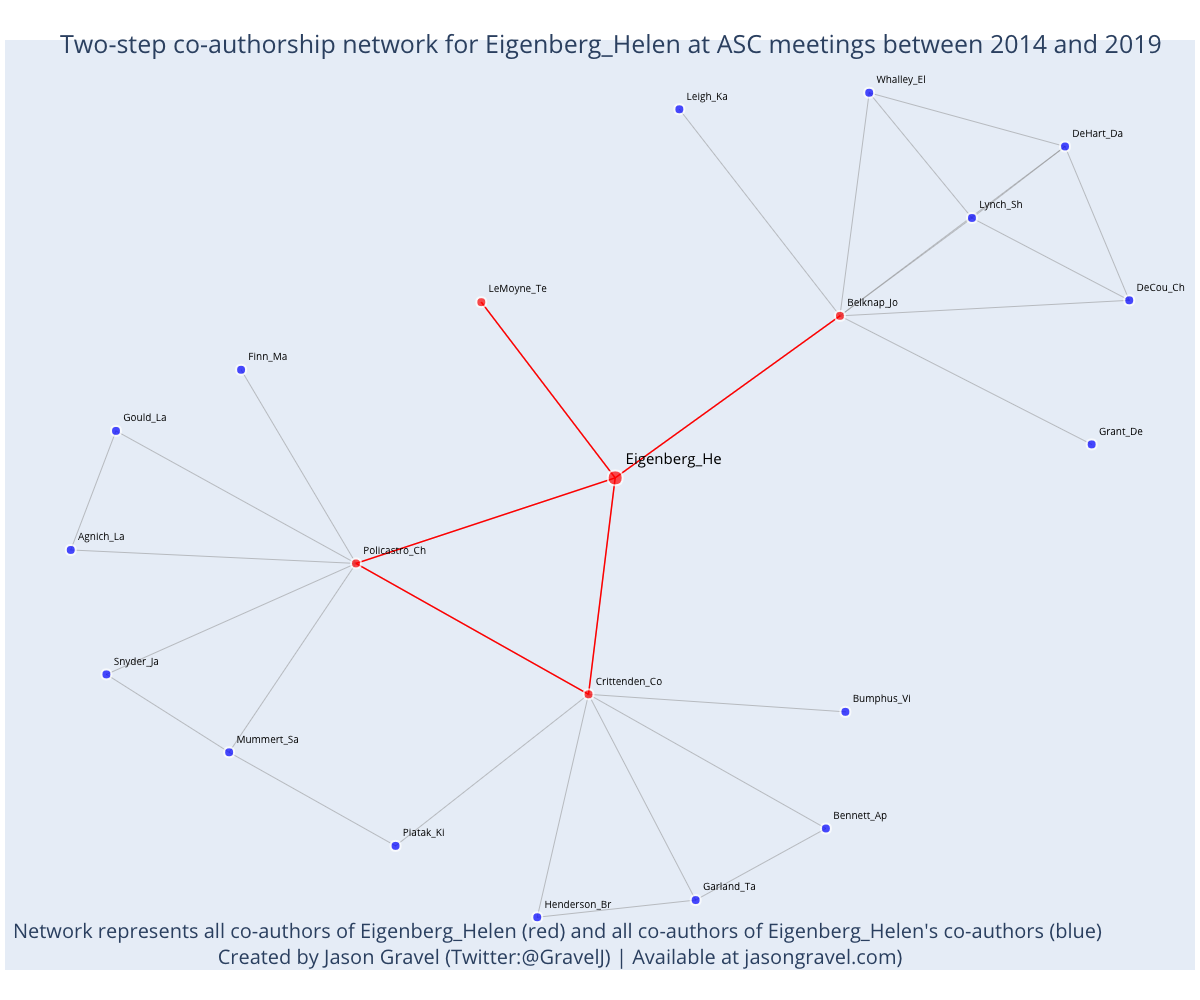 Two-step co-authorship network for Eigenberg_Helen at ASC meetings between 2014 and 2019
Whalley_El
Leigh_Ka
DeHart_Da
Lynch_Sh
DeCou_Ch
LeMoyne_Te
Belknap_Jo
Finn_Ma
Gould_La
Grant_De
Eigenberg_He
Agnich_La
Policastro_Ch
Snyder_Ja
Crittenden_Co
Bumphus_Vi
Mummert_Sa
Bennett_Ap
Piatak_Ki
Garland_Ta
Henderson_Br
Network represents all co-authors of Eigenberg_Helen (red) and all co-authors of Eigenberg_Helen's co-authors (blue)
Created by Jason Gravel (Twitter:@GravelJ) | Available at jasongravel.com)